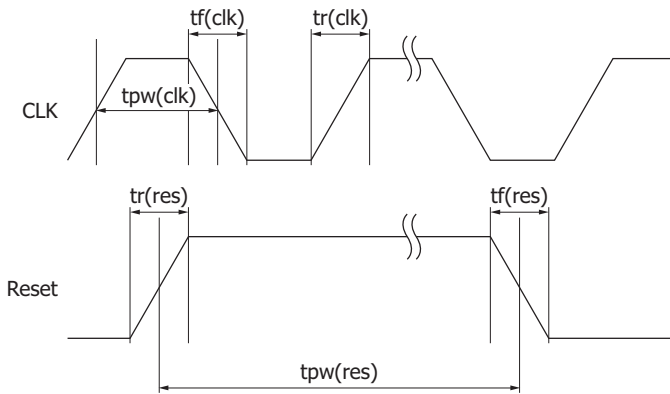 tf(clk) tr(clk)
tpw(clk)
CLK
tr(res) tf(res)
Reset
tpw(res)